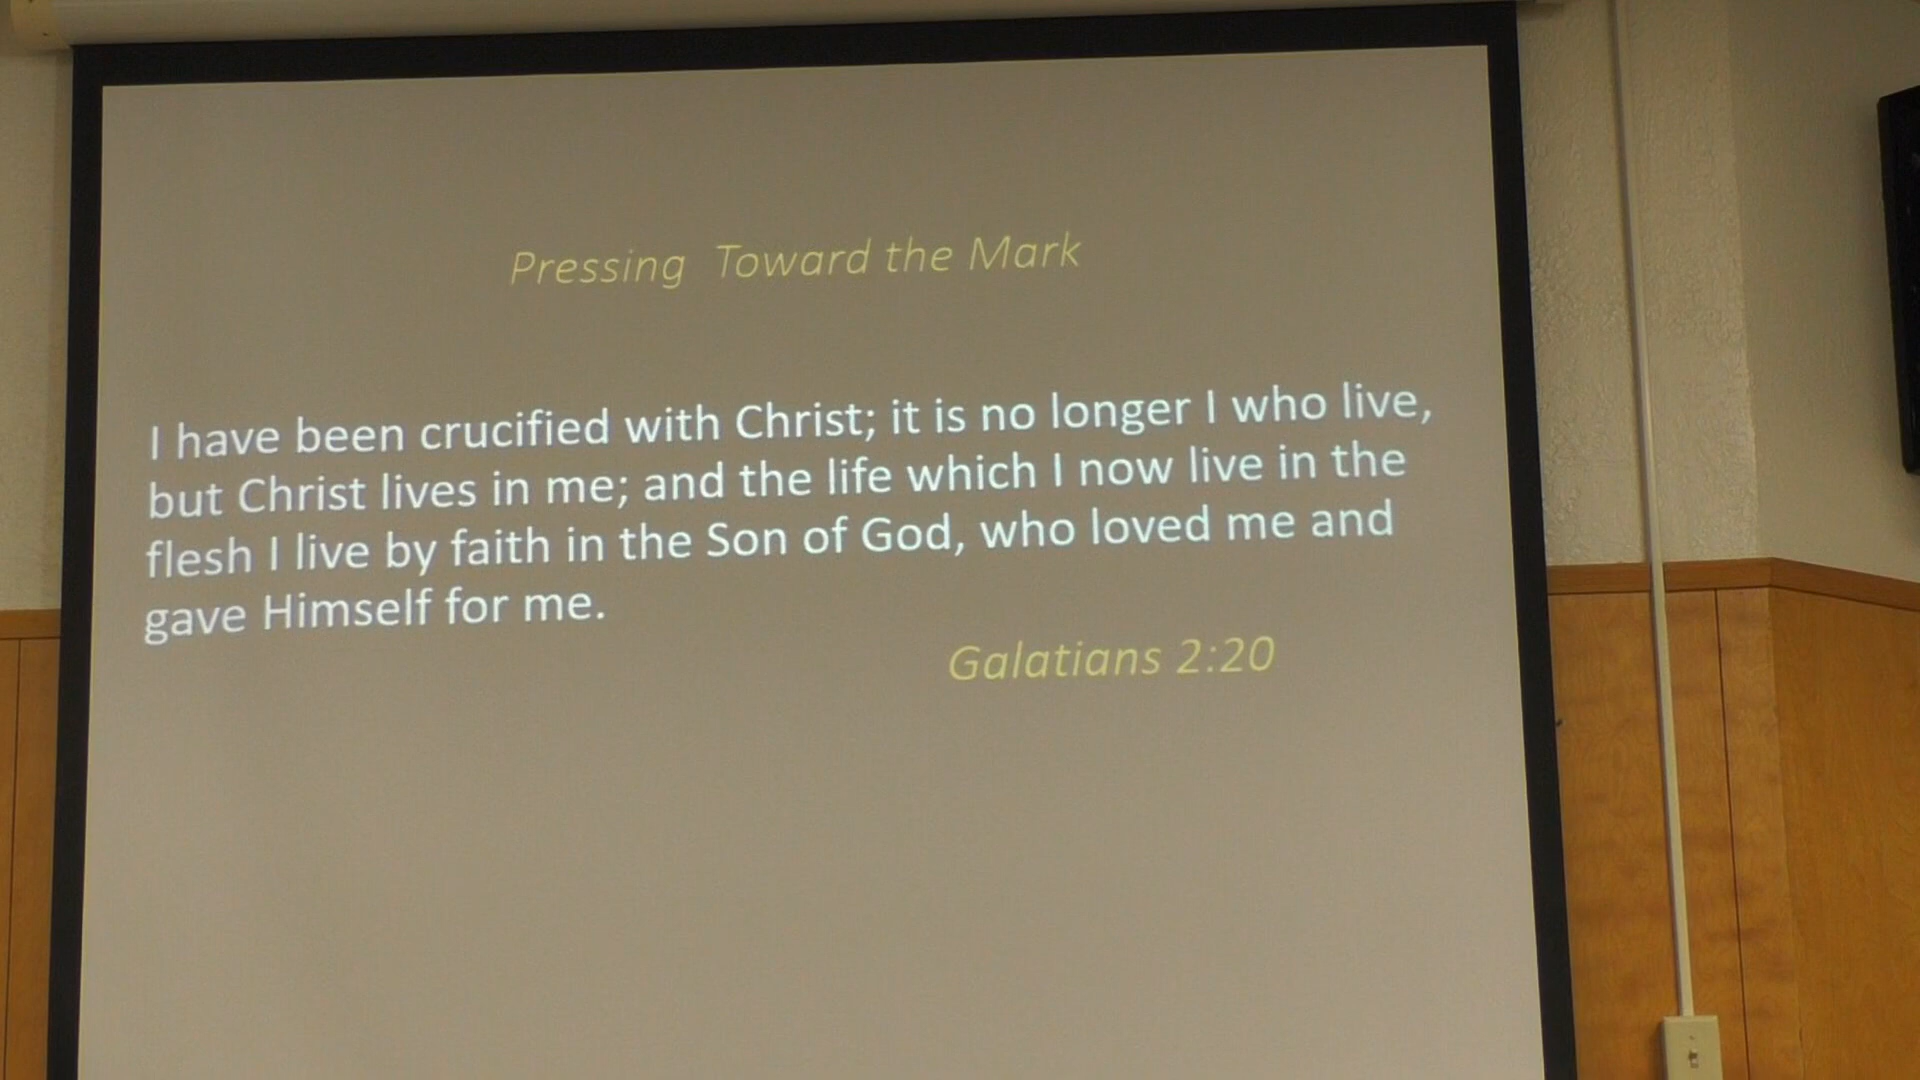 Pressing Toward the Mark
I have been crucified with Christ; it is no longer I who live,
but Christ lives in me; and the life which I now live in the
flesh I live by faith in the Son of God, who loved me and
gave Himself for me.
Galatians 2:20